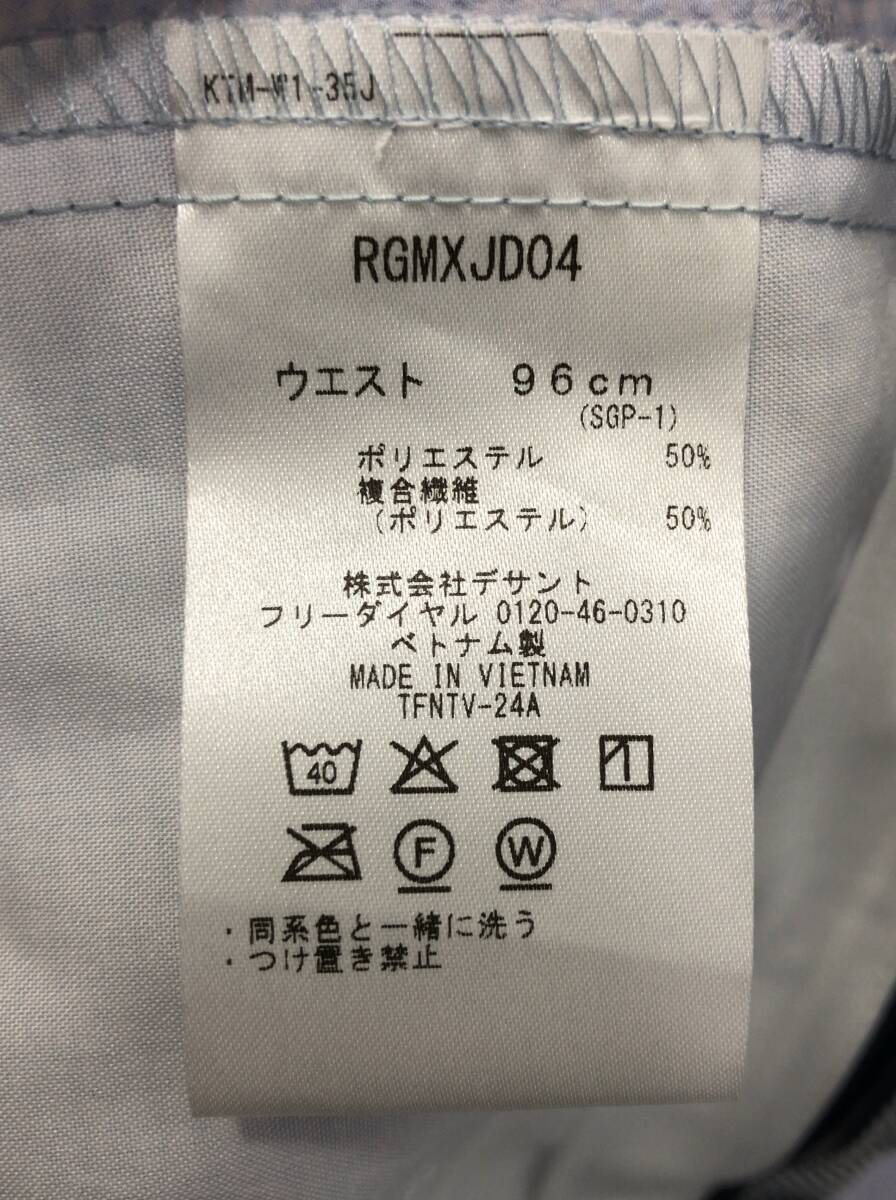 KTM-W1-35J
RGMXJD04
ウエスト 96cm
(SGP-1)
ポリエステル 50%
複合繊維
(ポリエステル) 50%
株式会社デサント
フリーダイヤル 0120-46-0310
ベトナム製
MADE IN VIETNAM
TFNTV-24A
40
F W
・同系色と一緒に洗う
・つけ置き禁止